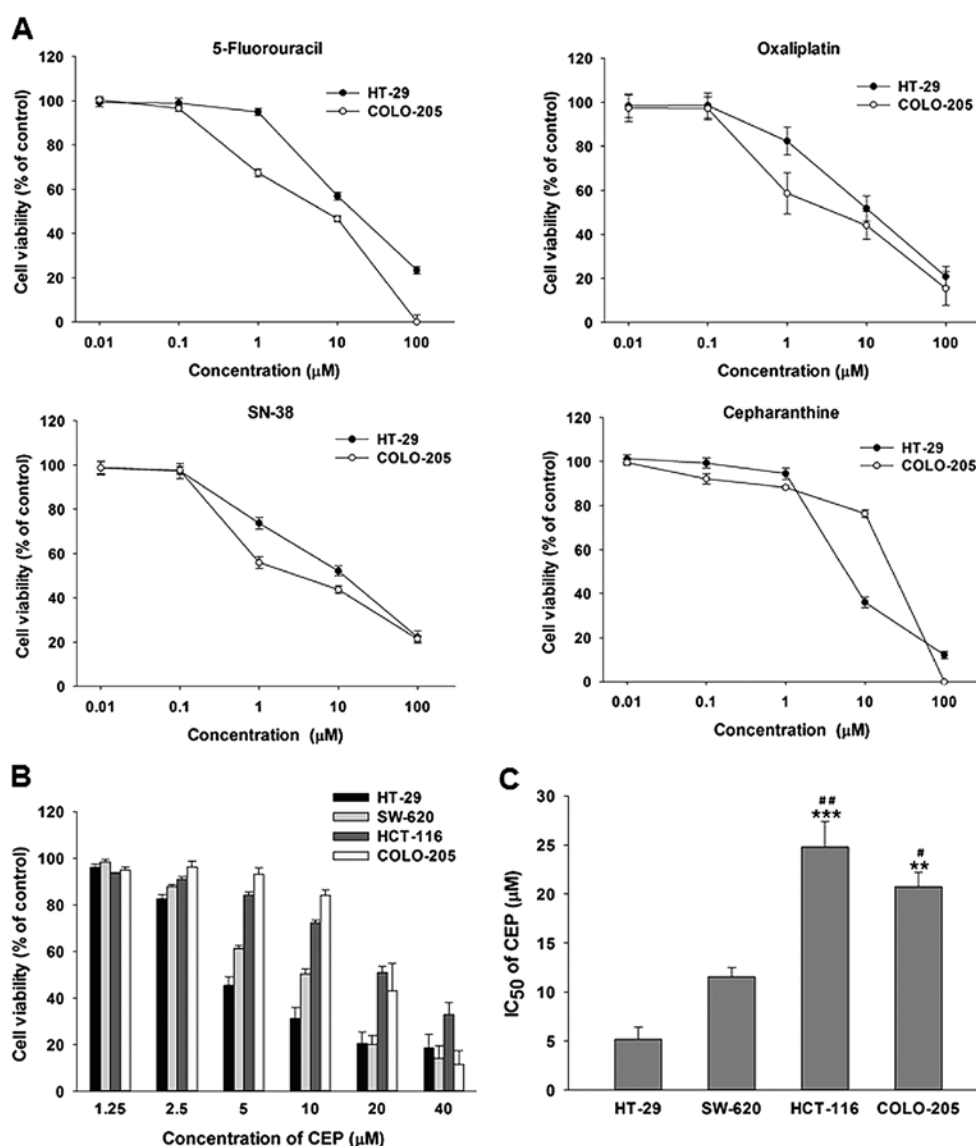 A
5-Fluorouracil
120
100
80
60
40
20
0
Cell viability (% of control)
HT-29
COLO-205
0.01 0.1 1 10 100
Concentration (μM)
Oxaliplatin
120
100
80
60
40
20
0
Cell viability (% of control)
HT-29
COLO-205
0.01 0.1 1 10 100
Concentration (μM)
SN-38
120
100
80
60
40
20
0
Cell viability (% of control)
HT-29
COLO-205
0.01 0.1 1 10 100
Concentration (μM)
Cepharanthine
120
100
80
60
40
20
0
Cell viability (% of control)
HT-29
COLO-205
0.01 0.1 1 10 100
Concentration (μM)
B
120
100
80
60
40
20
0
Cell viability (% of control)
HT-29
SW-620
HCT-116
COLO-205
1.25 2.5 5 10 20 40
Concentration of CEP (μM)
C
30
25
20
15
10
5
0
IC50 of CEP (μM)
##
***
#
**
HT-29 SW-620 HCT-116 COLO-205